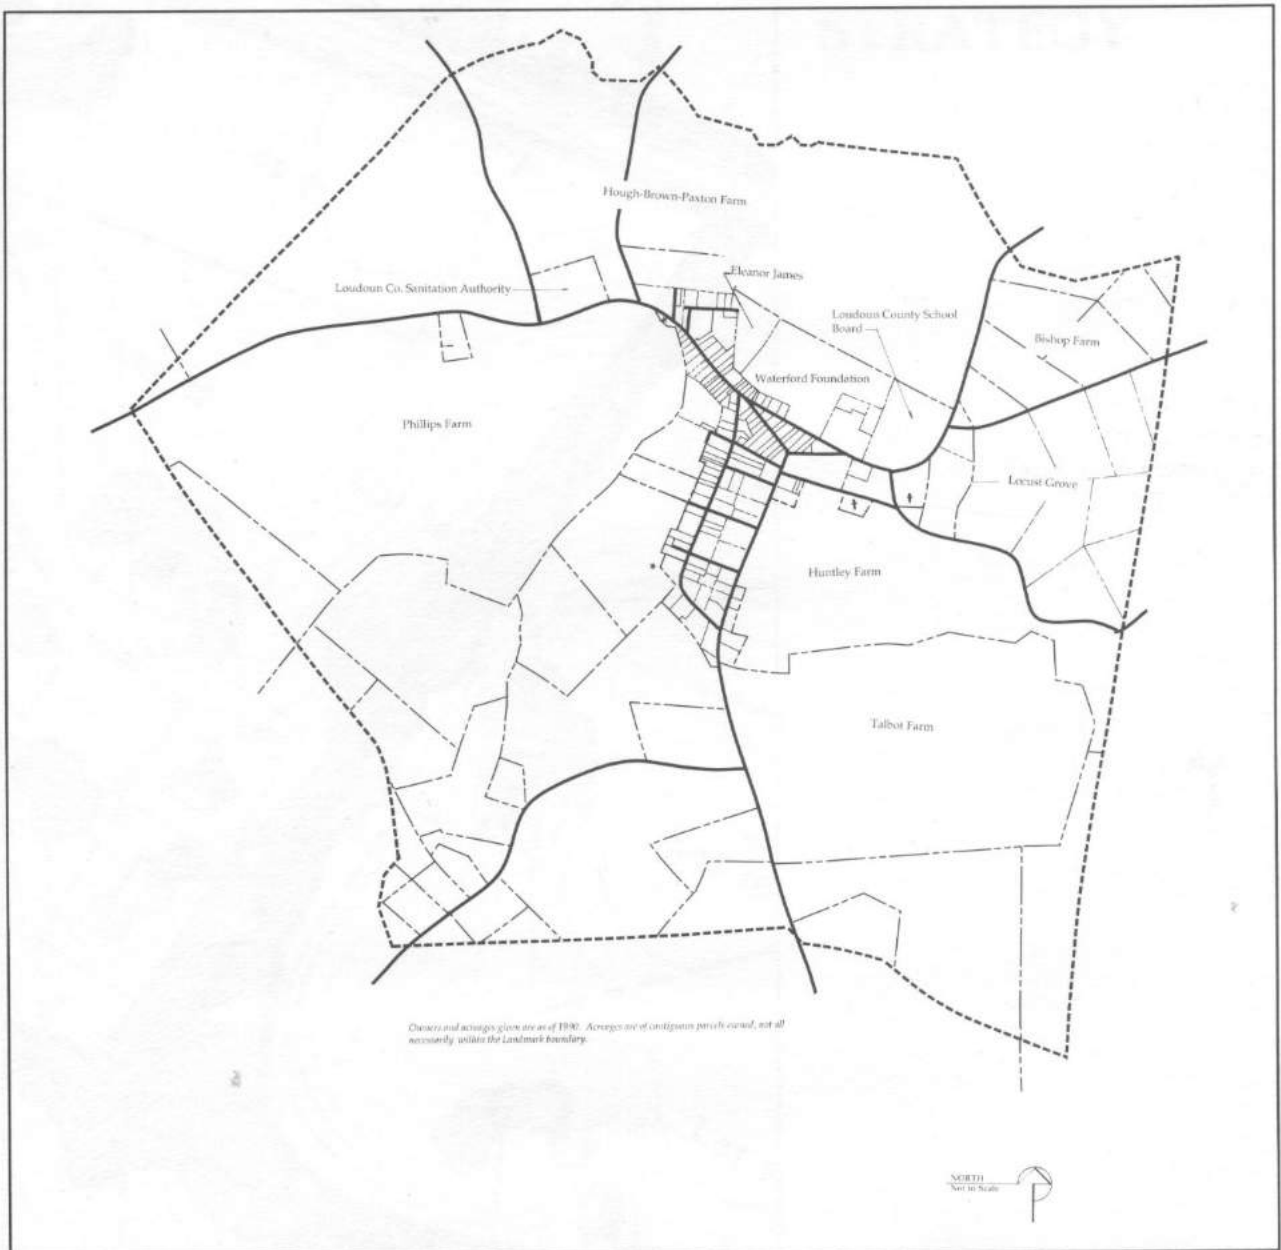 Hough-Brown-Paxton Farm
Eleanor James
Loudoun Co. Sanitation Authority
Loudoun County School
Board
Bishop Farm
Waterford Foundation
Phillips Farm
Locust Grove
Huntley Farm
Talbot Farm
Owners and acreages given are as of 1990. Acreages are of contiguous parcels owned, not all
necessarily within the Landmark boundary.
NORTH
Not to Scale